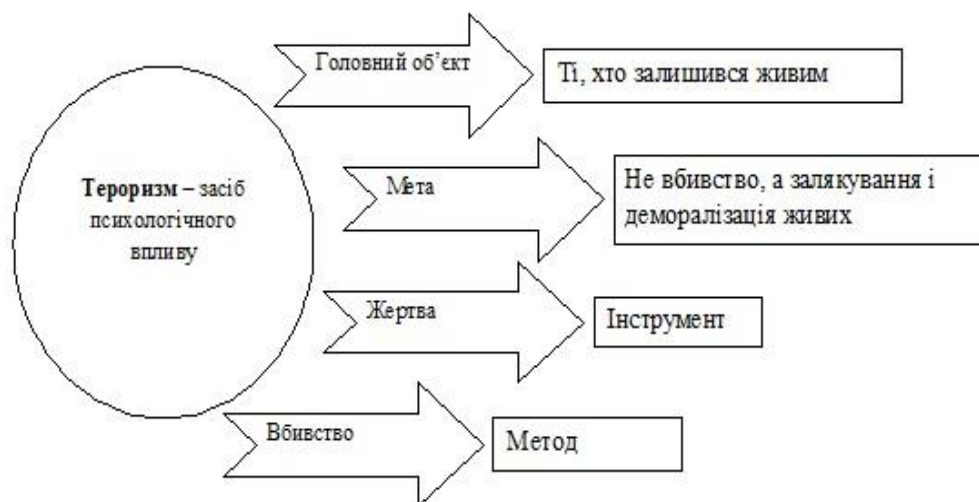 Тероризм – засіб
психологічного
впливу
Головний об’єкт
Ті, хто залишився живим
Мета
Не вбивство, а залякування і
деморалізація живих
Жертва
Інструмент
Вбивство
Метод